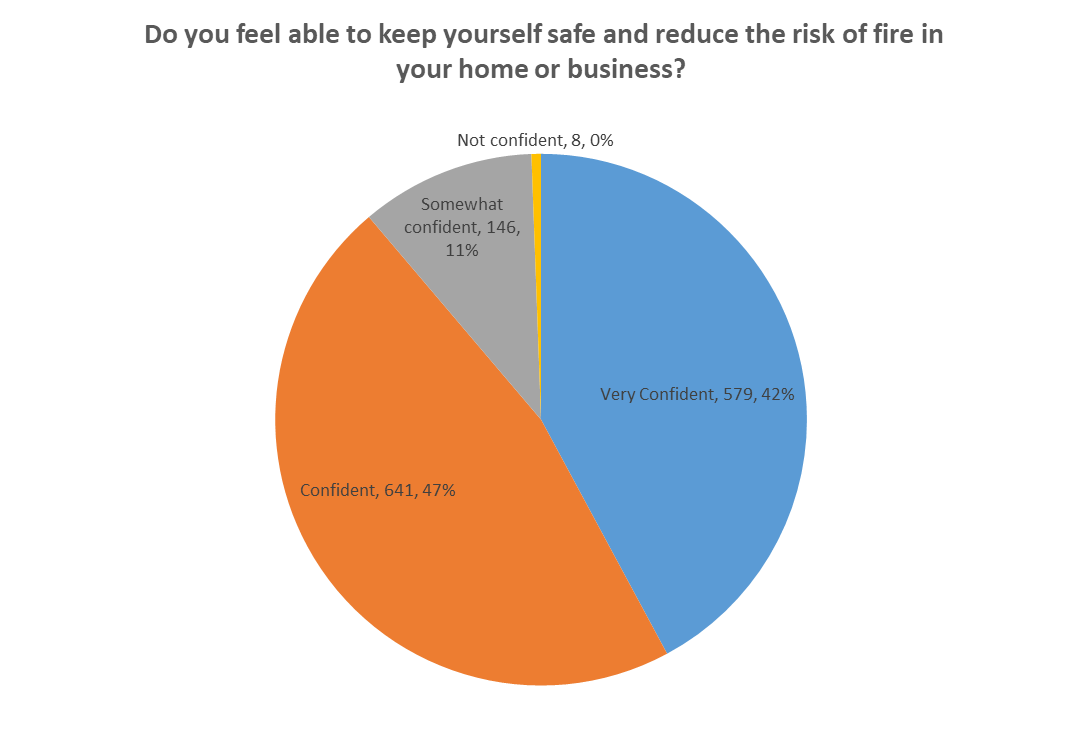 Do you feel able to keep yourself safe and reduce the risk of fire in
your home or business?
Not confident, 8, 0%
Somewhat
confident, 146,
11%
Very Confident, 579, 42%
Confident, 641, 47%